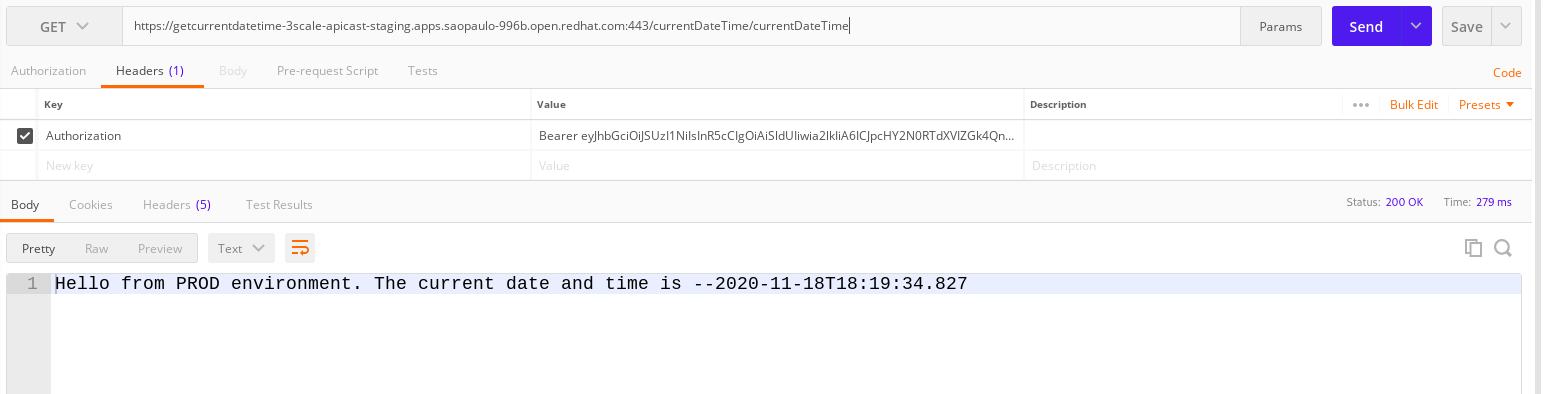 GET https://getcurrentdatetime-3scale-apicast-staging.apps.saopaulo-996b.open.redhat.com:443/currentDateTime/currentDateTime Params Send Save
Authorization Headers (1) Body Pre-request Script Tests Code
Key Value Description ••• Bulk Edit Presets
Authorization Bearer eyJhbGciOiJSUzI1NiIsInR5cCIgOiAiSldUIiwia2lkIiA6ICJpcHY2N0RTdXVIZGk4Qn...
New key Value Description
Body Cookies Headers (5) Test Results Status: 200 OK Time: 279 ms
Pretty Raw Preview Text
1 Hello from PROD environment. The current date and time is --2020-11-18T18:19:34.827